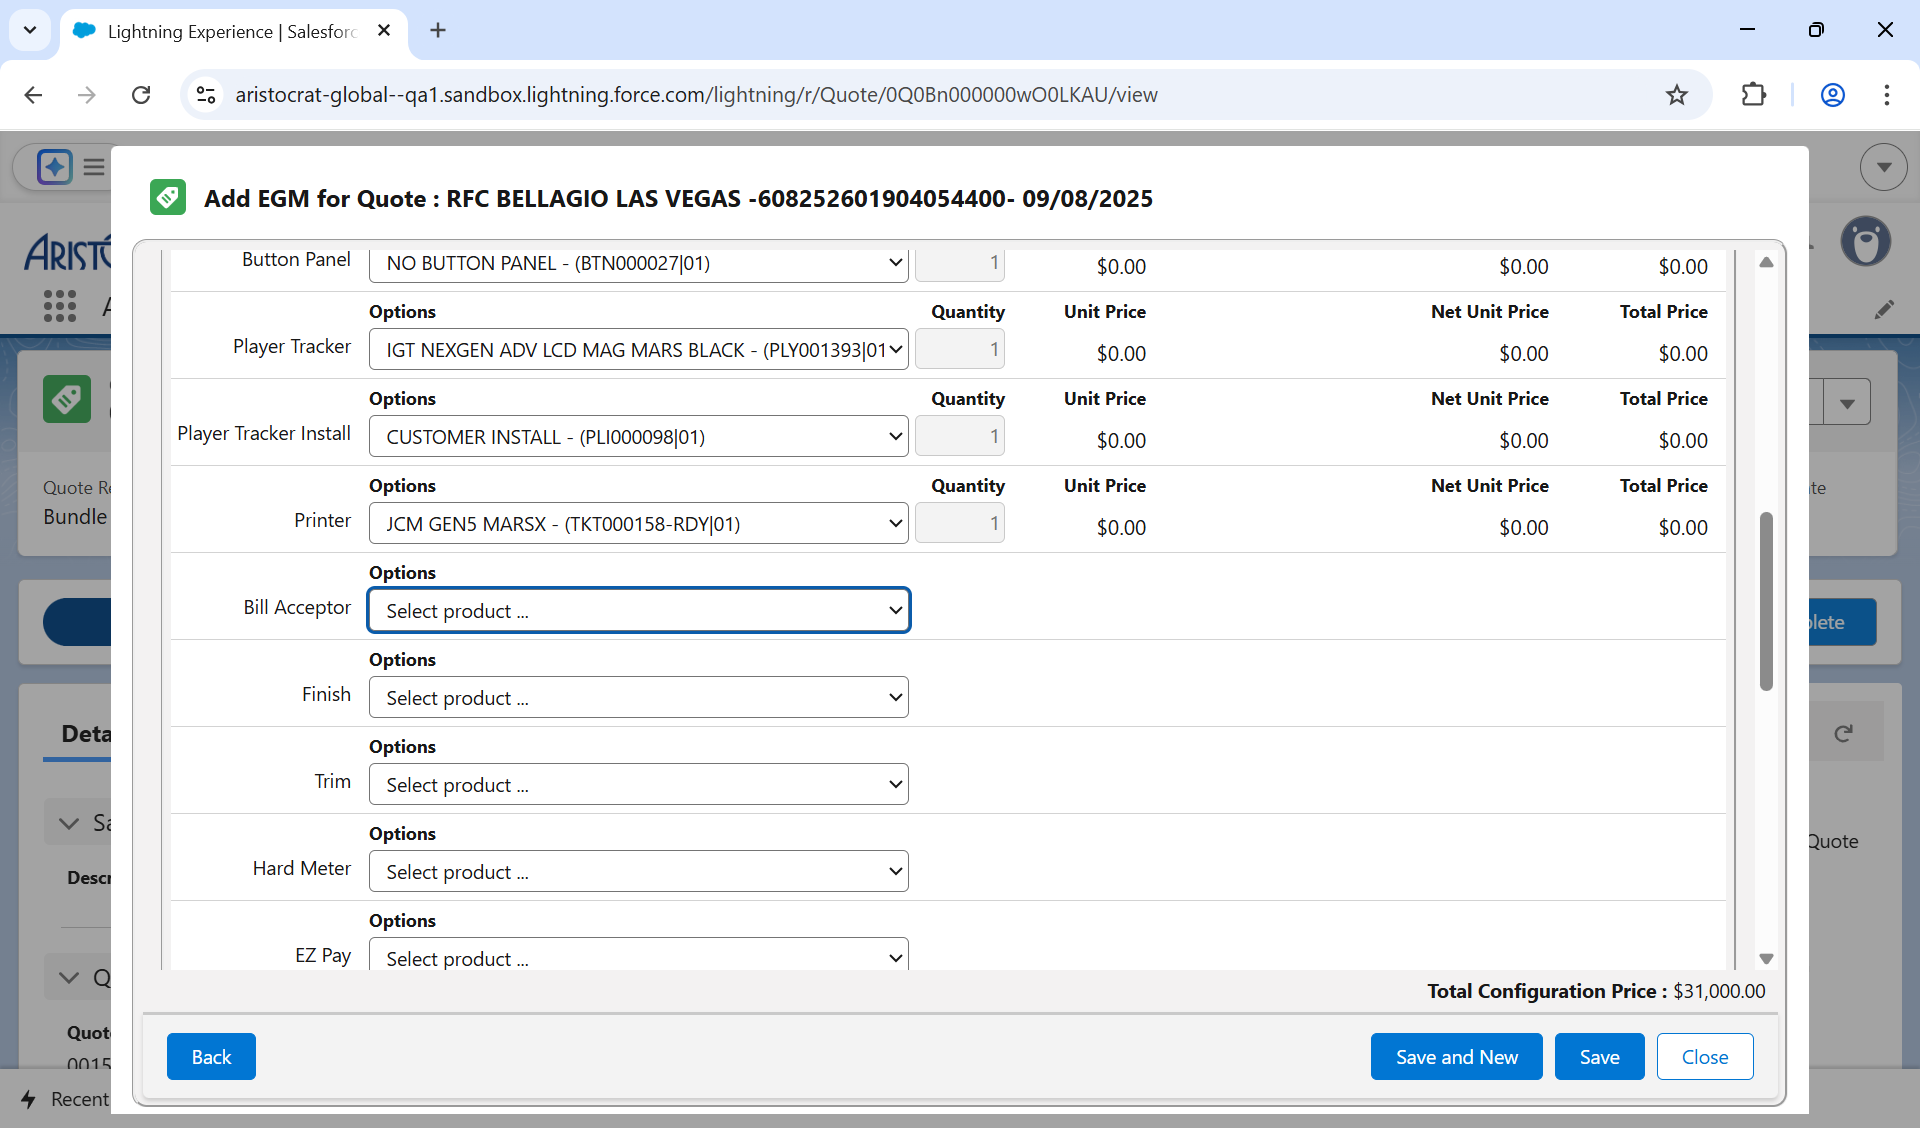 Lightning Experience | Salesforc
aristocrat-global--qa1.sandbox.lightning.force.com/lightning/r/Quote/0Q0Bn000000wO0LKAU/view
Add EGM for Quote : RFC BELLAGIO LAS VEGAS -608252601904054400- 09/08/2025
Button Panel NO BUTTON PANEL - (BTN000027|01) 1 $0.00 $0.00 $0.00
Options Quantity Unit Price Net Unit Price Total Price
Player Tracker IGT NEXGEN ADV LCD MAG MARS BLACK - (PLY001393|01 1 $0.00 $0.00 $0.00
Options Quantity Unit Price Net Unit Price Total Price
Player Tracker Install CUSTOMER INSTALL - (PLI000098|01) 1 $0.00 $0.00 $0.00
Options Quantity Unit Price Net Unit Price Total Price
Printer JCM GEN5 MARSX - (TKT000158-RDY|01) 1 $0.00 $0.00 $0.00
Options
Bill Acceptor Select product ...
Options
Finish Select product ...
Options
Trim Select product ...
Options
Hard Meter Select product ...
Options
EZ Pay Select product ...
Total Configuration Price : $31,000.00
Back Save and New Save Close
ARISTO
Quote Re
Bundle
Deta
Sa
Descr
Q
Quot
0015
Recent
te
lete
Quote